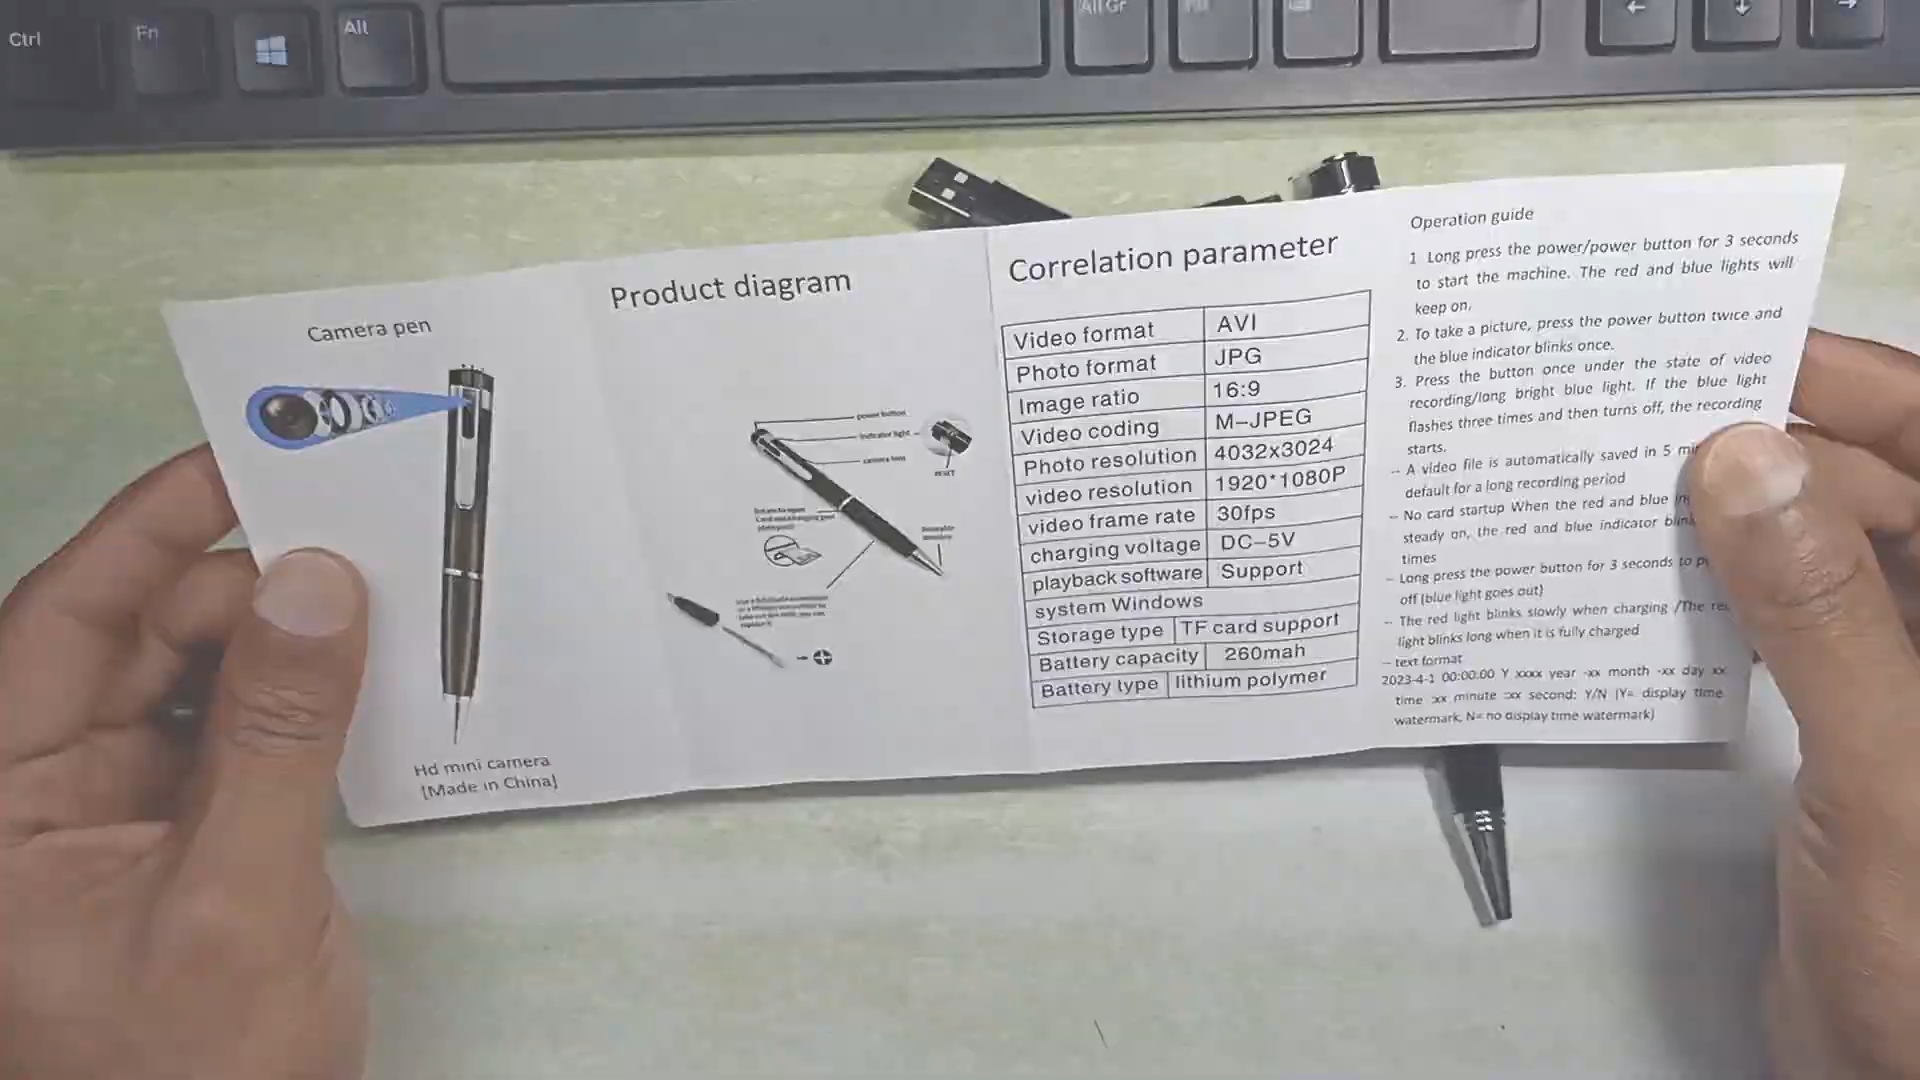 Ctrl
Fn
Alt
Alt Gr
Camera pen
Hd mini camera
[Made in China]
Product diagram
power button
indicator light
camera lens
RESET
Correlation parameter
Video format AVI
Photo format JPG
Image ratio 16:9
Video coding M-JPEG
Photo resolution 4032x3024
video resolution 1920*1080P
video frame rate 30fps
charging voltage DC-5V
playback software Support
system Windows
Storage type TF card support
Battery capacity 260mah
Battery type lithium polymer
Operation guide
1 Long press the power/power button for 3 seconds
to start the machine. The red and blue lights will
keep on,
2. To take a picture, press the power button twice and
the blue indicator blinks once.
3. Press the button once under the state of video
recording/long bright blue light. If the blue light
flashes three times and then turns off, the recording
starts.
-- A video file is automatically saved in 5
default for a long recording period
-- No card startup When the red and blue
steady on, the red and blue indicator
times
-- Long press the power button for 3 seconds to
off (blue light goes out)
-- The red light blinks slowly when charging /The
light blinks long when it is fully charged
-- text format
2023-4-1 00:00:00 Y xxxx year -xx month -xx day xx
time :xx minute :xx second: Y/N (Y= display time
watermark, N= no display time watermark)